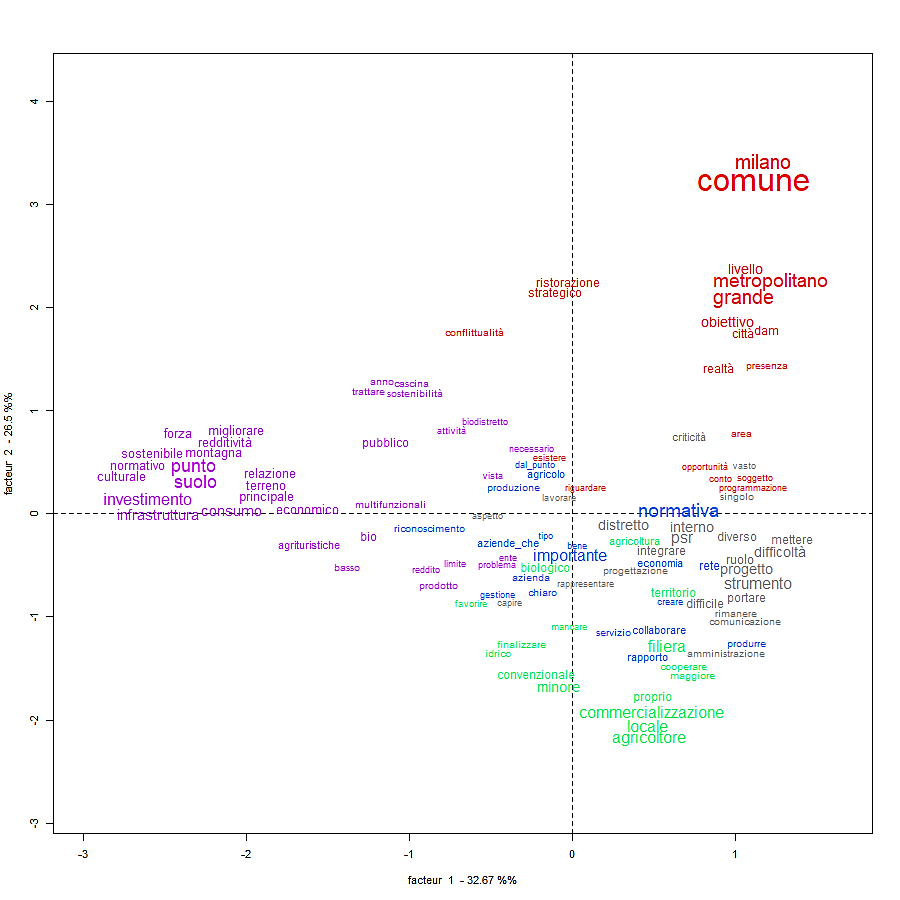 4
3
2
1
0
-1
-2
-3
facteur 2 - 26.5 %%
milano
comune
livello
metropolitano
grande
ristorazione
strategico
obiettivo
città
dam
conflittualità
realtà
presenza
anno
cascina
trattare
sostenibilità
biodistretto
attività
forza
migliorare
redditività
pubblico
criticità
area
sostenibile
montagna
necessario
esistere
normativo
punto
dal_punto
opportunità
vasto
culturale
suolo
relazione
vista
agricolo
conto
soggetto
terreno
produzione
riguardare
programmazione
investimento
principale
lavorare
singolo
multifunzionali
infrastruttura
consumo
economico
aspetto
normativa
riconoscimento
distretto
interno
bio
tipo
psr
diverso
mettere
agrituristiche
aziende_che
bene
agricoltura
integrare
difficoltà
importante
ente
ruolo
basso
reddito
limite
problema
biologico
economia
rete
progetto
progettazione
azienda
rappresentare
strumento
prodotto
gestione
chiaro
territorio
portare
favorire
capire
creare
difficile
rimanere
comunicazione
mancare
servizio
collaborare
finalizzare
filiera
produrre
idrico
rapporto
amministrazione
cooperare
convenzionale
maggiore
minore
proprio
commercializzazione
locale
agricoltore
-3 -2 -1 0 1
facteur 1 - 32.67 %%